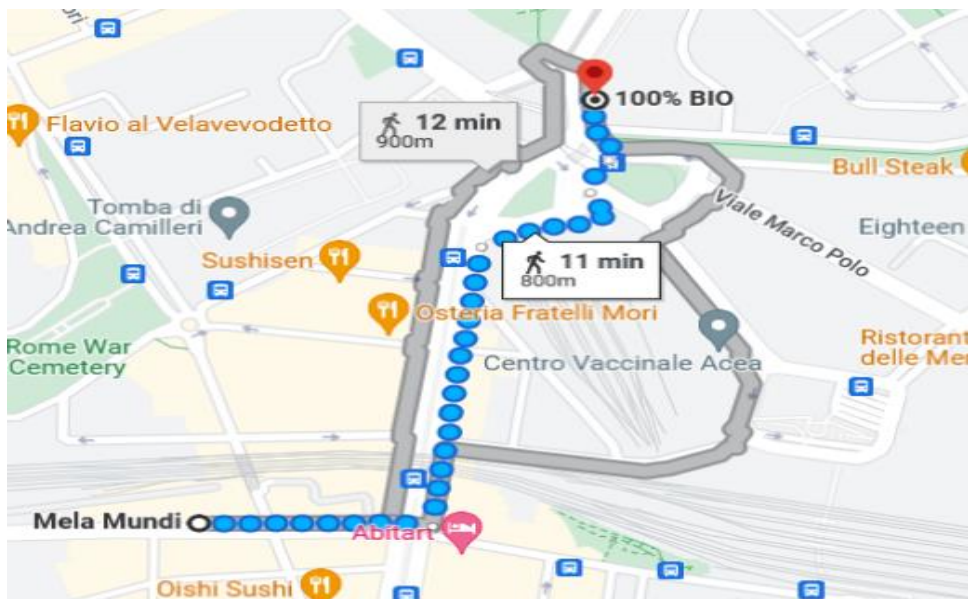 100% BIO
12 min
900m
Flavio al Velavevodetto
Bull Steak
Tomba di
Andrea Camilleri
Viale Marco Polo
Eighteen
Sushisen
11 min
800m
Osteria Fratelli Mori
Rome War
Cemetery
Centro Vaccinale Acea
Ristorant
delle Me
Mela Mundi
Abitart
Oishi Sushi